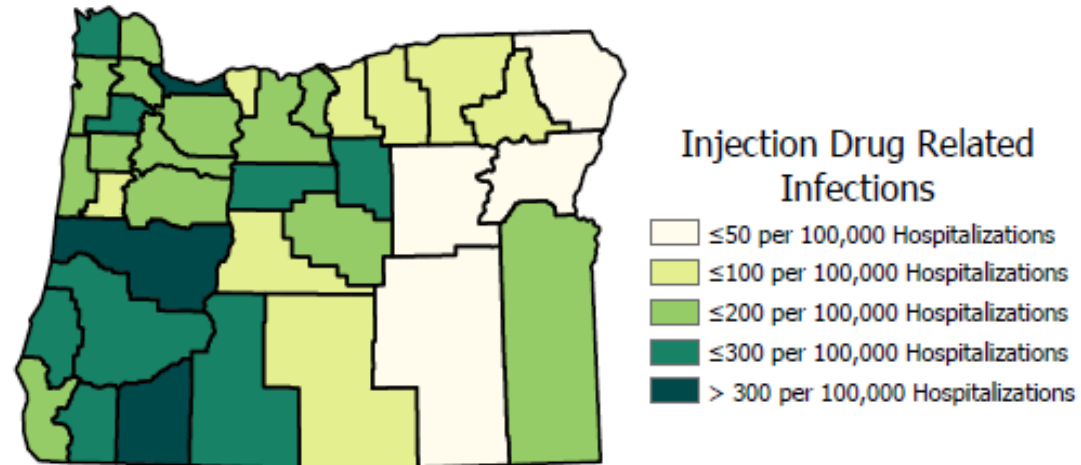 Injection Drug Related
Infections
≤50 per 100,000 Hospitalizations
≤100 per 100,000 Hospitalizations
≤200 per 100,000 Hospitalizations
≤300 per 100,000 Hospitalizations
> 300 per 100,000 Hospitalizations